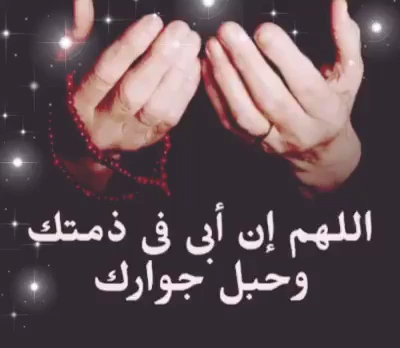 اللهم إن أبى فى ذمتك
وحبل جوارك